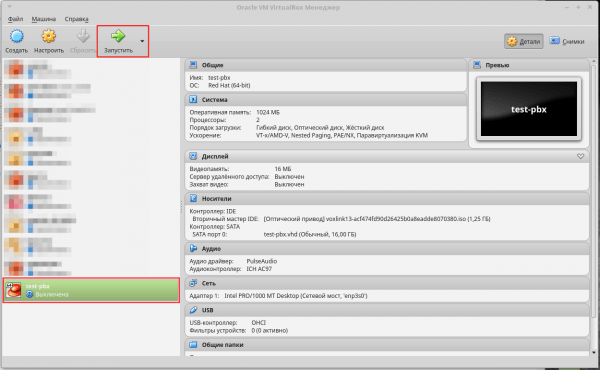 Oracle VM VirtualBox Менеджер
Файл Машина Справка
Создать Настроить Сбросить Запустить Детали Снимки
test-pbx
Выключена
Общие
Имя: test-pbx
ОС: Red Hat (64-bit)
Превью
test-pbx
Система
Оперативная память: 1024 МБ
Процессоры: 2
Порядок загрузки: Гибкий диск, Оптический диск, Жёсткий диск
Ускорение: VT-x/AMD-V, Nested Paging, PAE/NX, Паравиртуализация KVM
Дисплей
Видеопамять: 16 МБ
Сервер удалённого доступа: Выключен
Захват видео: Выключен
Носители
Контроллер: IDE
Вторичный мастер IDE: [Оптический привод] voxlink13-acf474fd90d26425b0a8eadde8070380.iso (1,25 ГБ)
Контроллер: SATA
SATA порт 0: test-pbx.vhd (Обычный, 16,00 ГБ)
Аудио
Аудио драйвер: PulseAudio
Аудиоконтроллер: ICH AC97
Сеть
Адаптер 1: Intel PRO/1000 MT Desktop (Сетевой мост, 'enp3s0')
USB
USB-контроллер: OHCI
Фильтры устройств: 0 (0 активно)
Общие папки